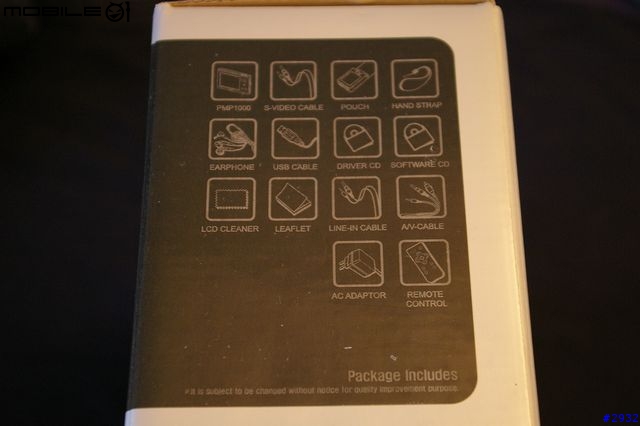 MOBILE01
PMP1000 S-VIDEO CABLE POUCH HAND STRAP
EARPHONE USB CABLE DRIVER CD SOFTWARE CD
LCD CLEANER LEAFLET LINE-IN CABLE A/V-CABLE
AC ADAPTOR REMOTE
CONTROL
Package Includes
*It is subject to be changed without notice for quality improvement purpose.
#2932